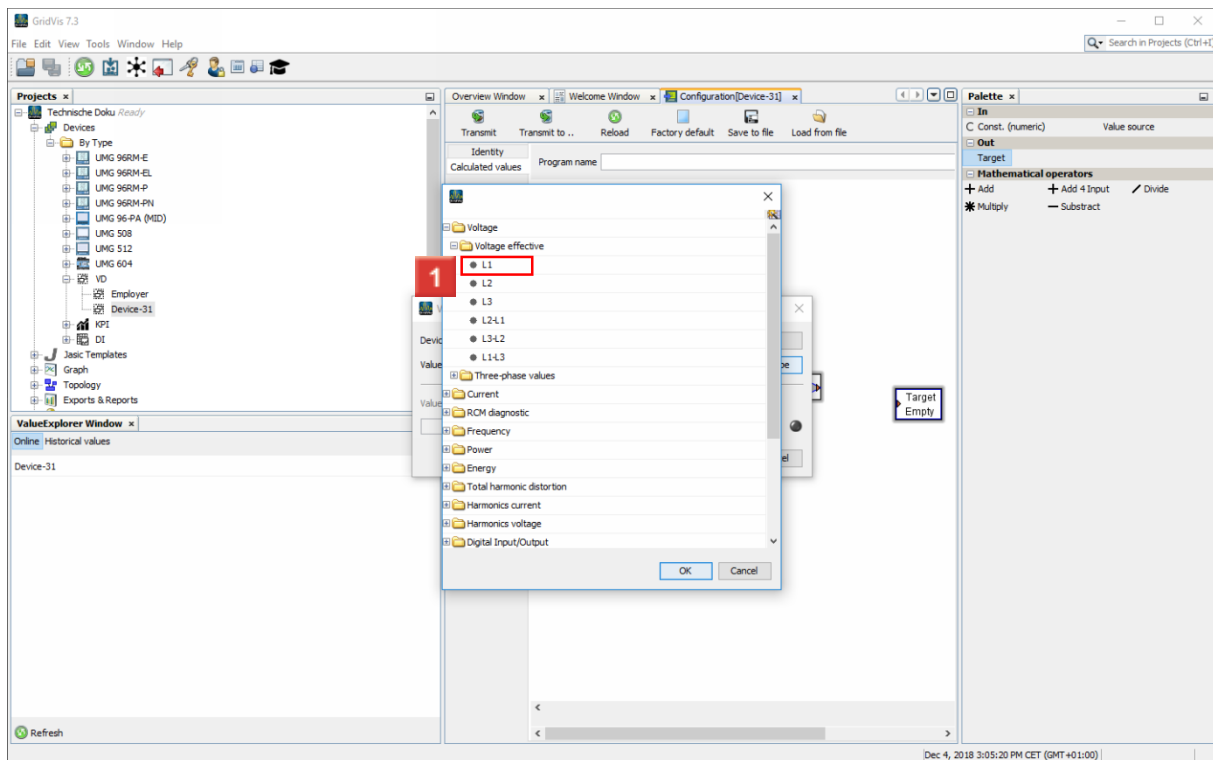 GridVis 7.3
File Edit View Tools Window Help
Search in Projects (Ctrl+I)
Projects
Technische Doku Ready
Devices
By Type
UMG 96RM-E
UMG 96RM-EL
UMG 96RM-P
UMG 96RM-PN
UMG 96-PA (MID)
UMG 508
UMG 512
UMG 604
VD
Employer
Device-31
KPI
DI
Jasic Templates
Graph
Topology
Exports & Reports
ValueExplorer Window
Online Historical values
Device-31
Refresh
Overview Window Welcome Window Configuration[Device-31]
Transmit Transmit to .. Reload Factory default Save to file Load from file
Identity
Calculated values
Program name
Voltage
Voltage effective
1
L1
L2
L3
L2-L1
L3-L2
L1-L3
Three-phase values
Current
RCM diagnostic
Frequency
Power
Energy
Total harmonic distortion
Harmonics current
Harmonics voltage
Digital Input/Output
OK Cancel
Target
Empty
Palette
In
C Const. (numeric) Value source
Out
Target
Mathematical operators
Add Add 4 Input Divide
Multiply Substract
Dec 4, 2018 3:05:20 PM CET (GMT+01:00)